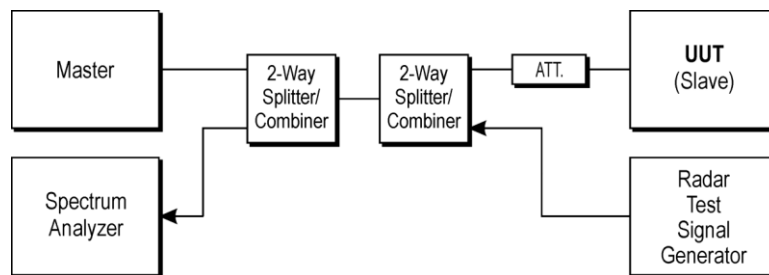 Master
2-Way
Splitter/
Combiner
2-Way
Splitter/
Combiner
ATT.
UUT
(Slave)
Spectrum
Analyzer
Radar
Test
Signal
Generator